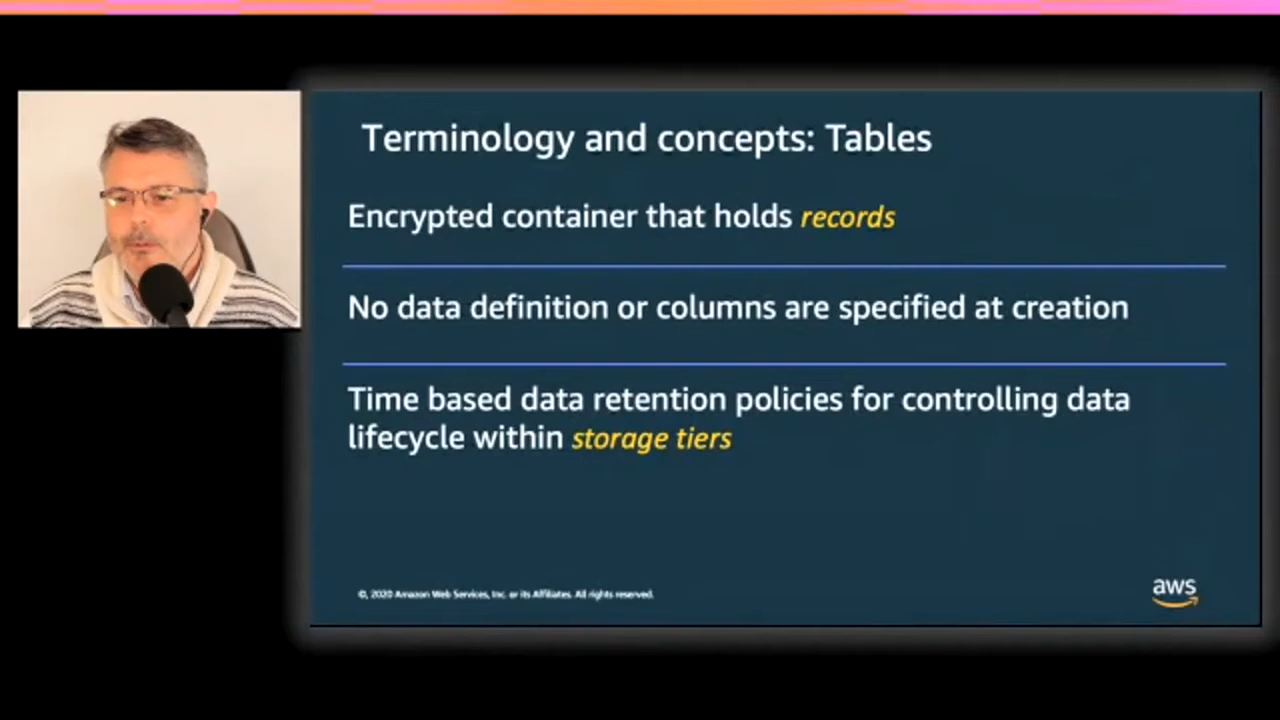 Terminology and concepts: Tables
Encrypted container that holds records
No data definition or columns are specified at creation
Time based data retention policies for controlling data
lifecycle within storage tiers
©, 2020 Amazon Web Services, Inc. or its Affiliates. All rights reserved.
aws